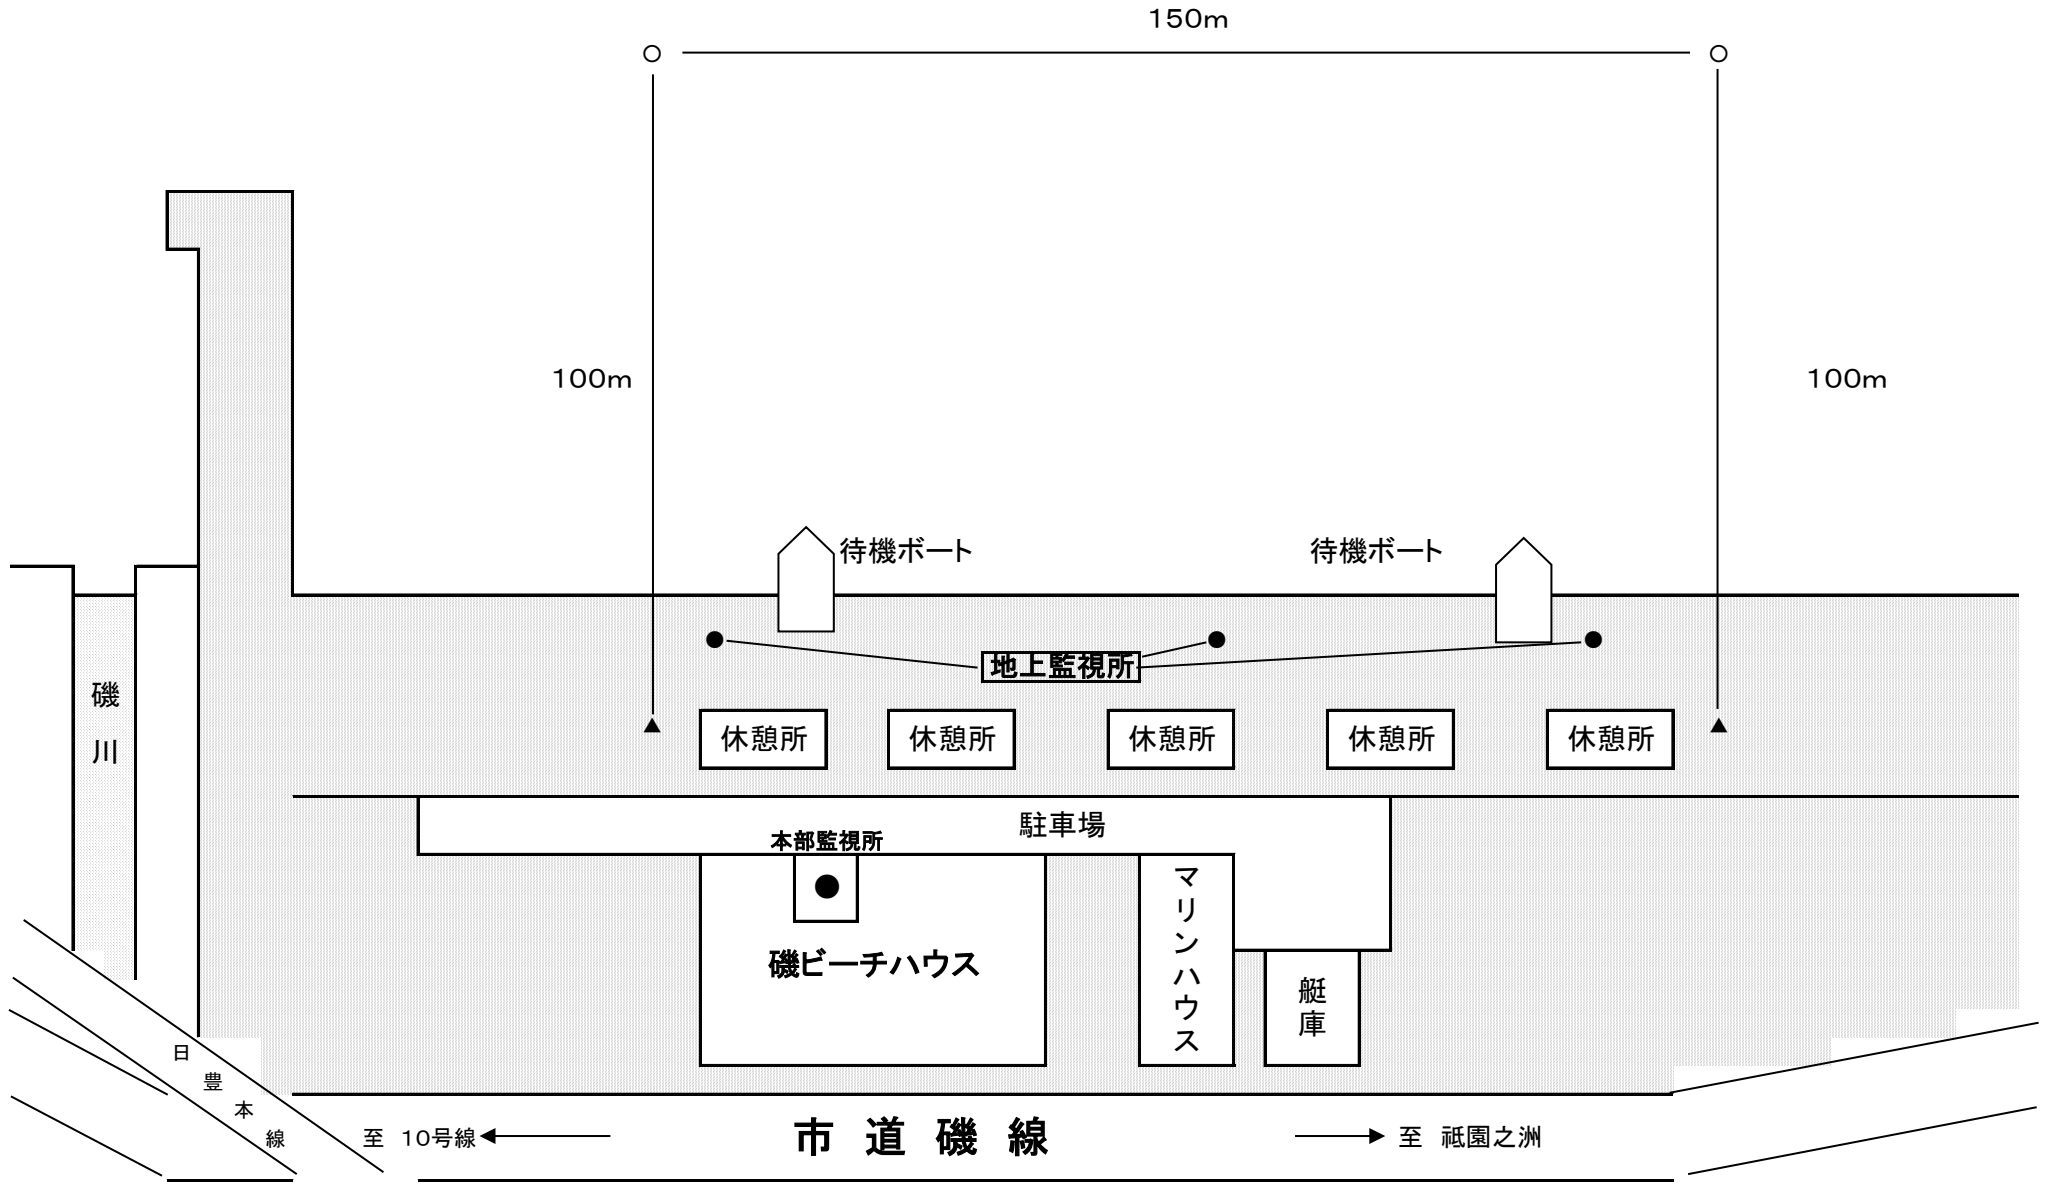 150m
100m
100m
待機ボート
待機ボート
地上監視所
磯川
休憩所
休憩所
休憩所
休憩所
休憩所
駐車場
本部監視所
磯ビーチハウス
マリンハウス
艇庫
日豊本線
至 10号線
市道磯線
至 祇園之洲